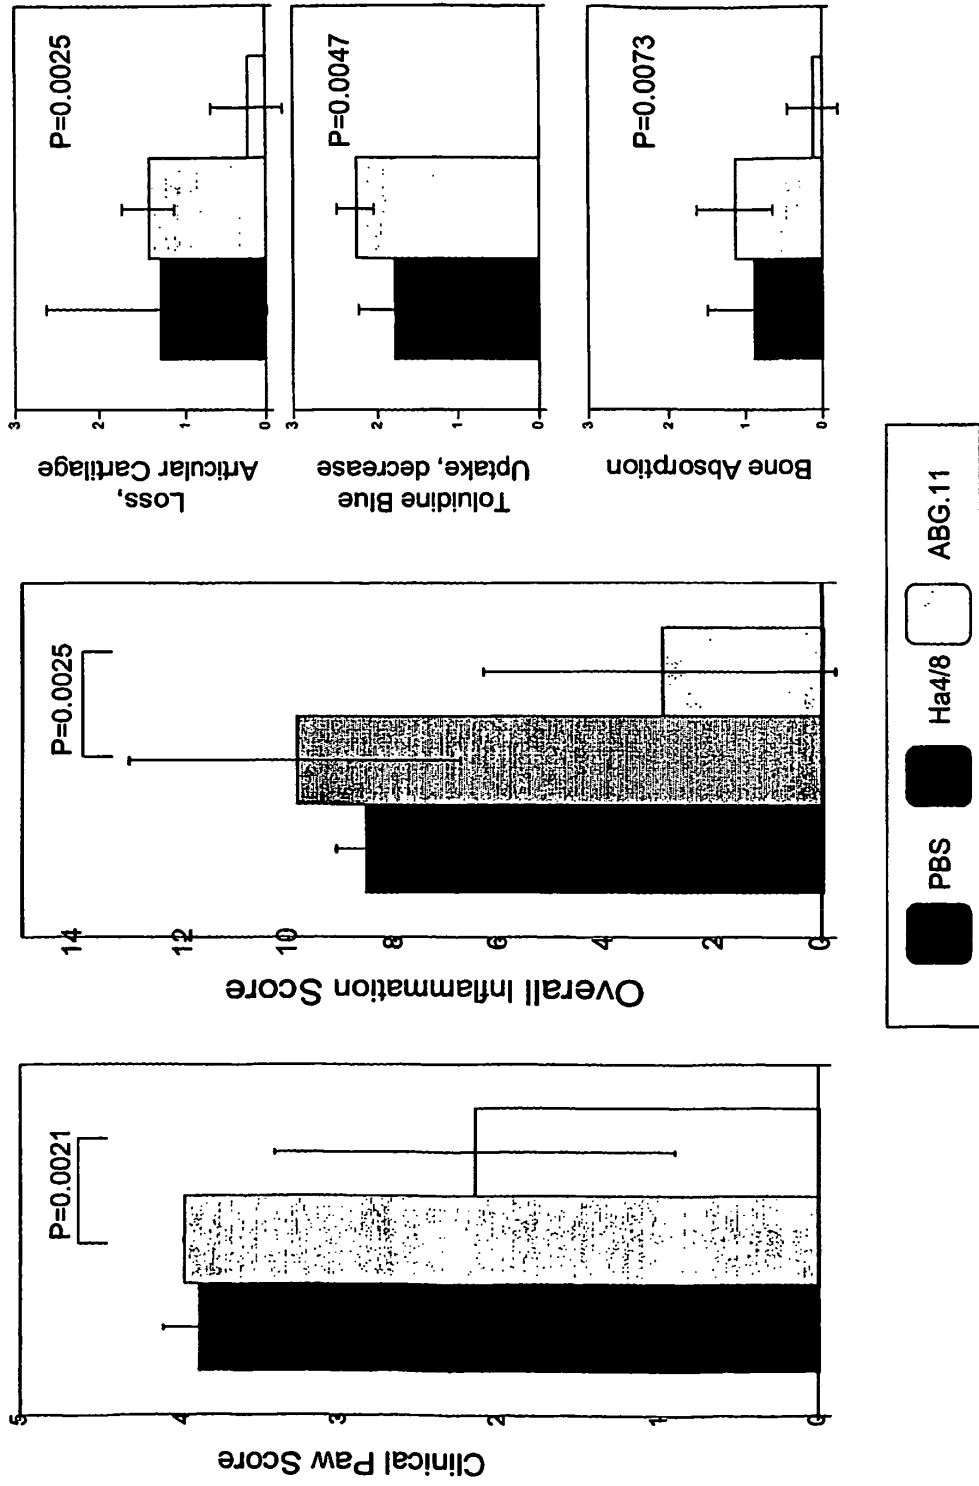 Clinical Paw Score
5
4
3
2
1
0
P=0.0021
Overall Inflammation Score
14
12
10
8
6
4
2
0
P=0.0025
Loss,
Articular Cartilage
3
2
1
0
P=0.0025
Toluidine Blue
Uptake, decrease
3
2
1
0
P=0.0047
Bone Absorption
3
2
1
0
P=0.0073
PBS
Ha4/8
ABG.11